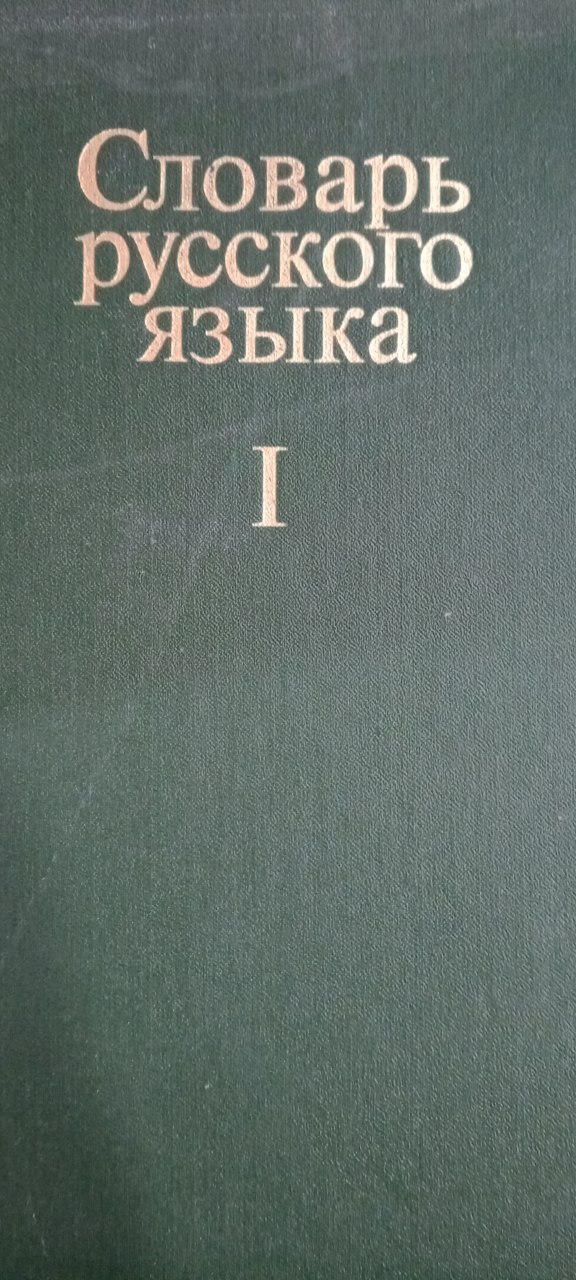 Словарь
русского
языка
I